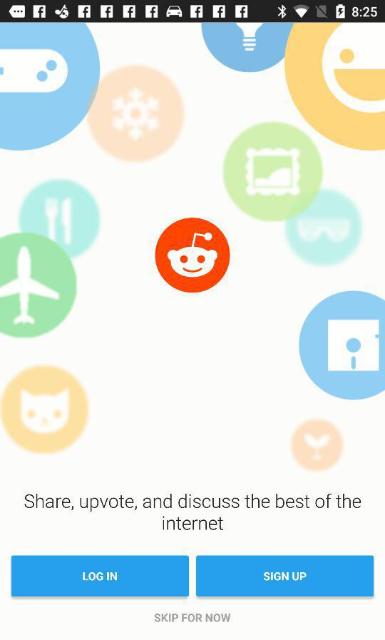 8:25
Share, upvote, and discuss the best of the
internet
LOG IN
SIGN UP
SKIP FOR NOW